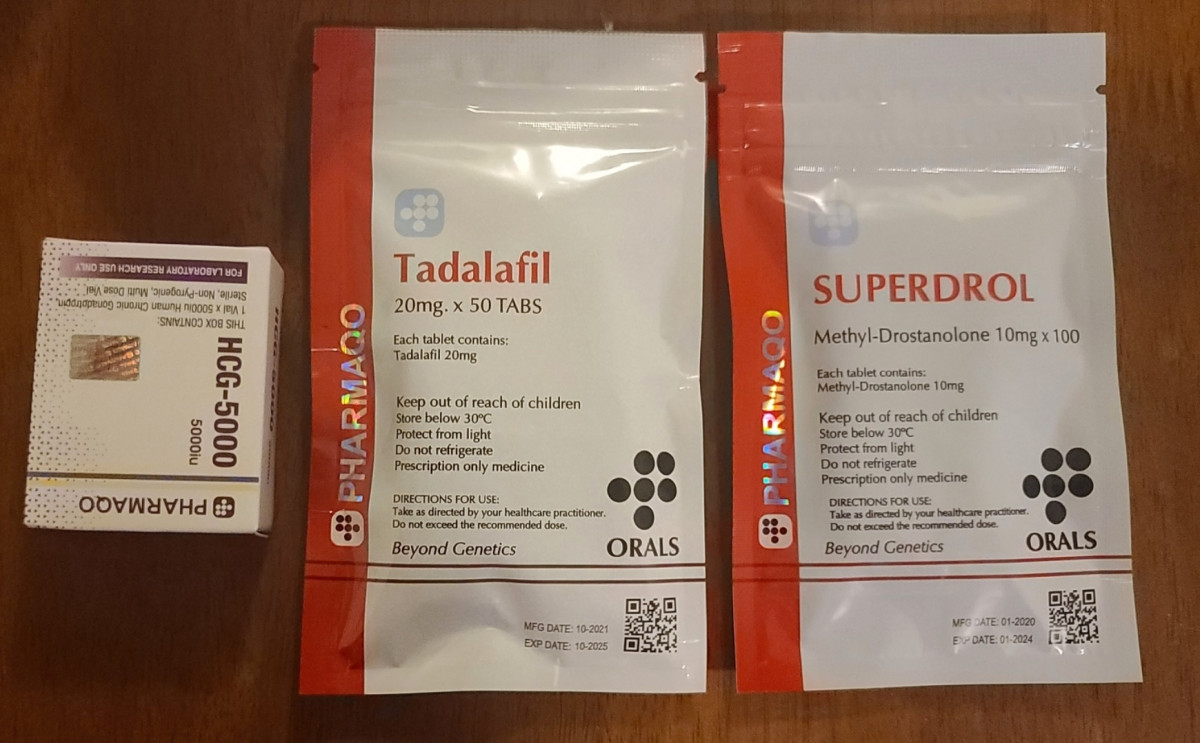 PHARMAQO
HCG-5000
5000iu
THIS BOX CONTAINS:
1 Vial x 5000iu Human Chronic Gonadotropin,
Sterile, Non-Pyrogenic, Multi Dose Vial
FOR LABORATORY RESEARCH USE ONLY
PHARMAQO
Tadalafil
20mg. x 50 TABS
Each tablet contains:
Tadalafil 20mg
Keep out of reach of children
Store below 30ºC
Protect from light
Do not refrigerate
Prescription only medicine
DIRECTIONS FOR USE:
Take as directed by your healthcare practitioner.
Do not exceed the recommended dose.
Beyond Genetics
ORALS
MFG DATE: 10-2021
EXP DATE: 10-2025
PHARMAQO
SUPERDROL
Methyl-Drostanolone 10mg x 100
Each tablet contains:
Methyl-Drostanolone 10mg
Keep out of reach of children
Store below 30ºC
Protect from light
Do not refrigerate
Prescription only medicine
DIRECTIONS FOR USE:
Take as directed by your healthcare practitioner.
Do not exceed the recommended dose.
Beyond Genetics
ORALS
MFG DATE: 01-2020
EXP DATE: 01-2024